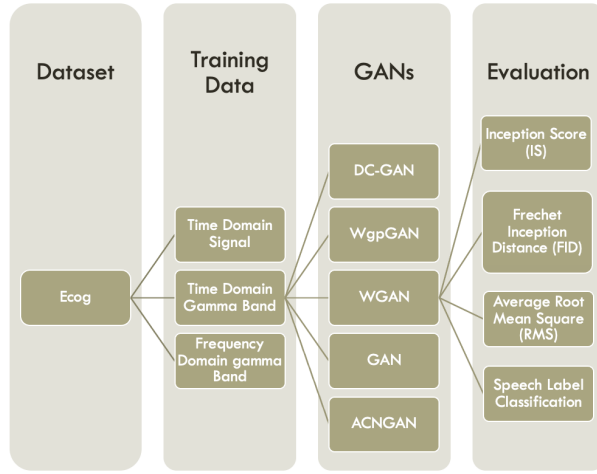 Dataset
Training
Data
GANs
Evaluation
Ecog
Time Domain
Signal
Time Domain
Gamma Band
Frequency
Domain gamma
Band
DC-GAN
WgpGAN
WGAN
GAN
ACNGAN
Inception Score
(IS)
Frechet
Inception
Distance (FID)
Average Root
Mean Square
(RMS)
Speech Label
Classification